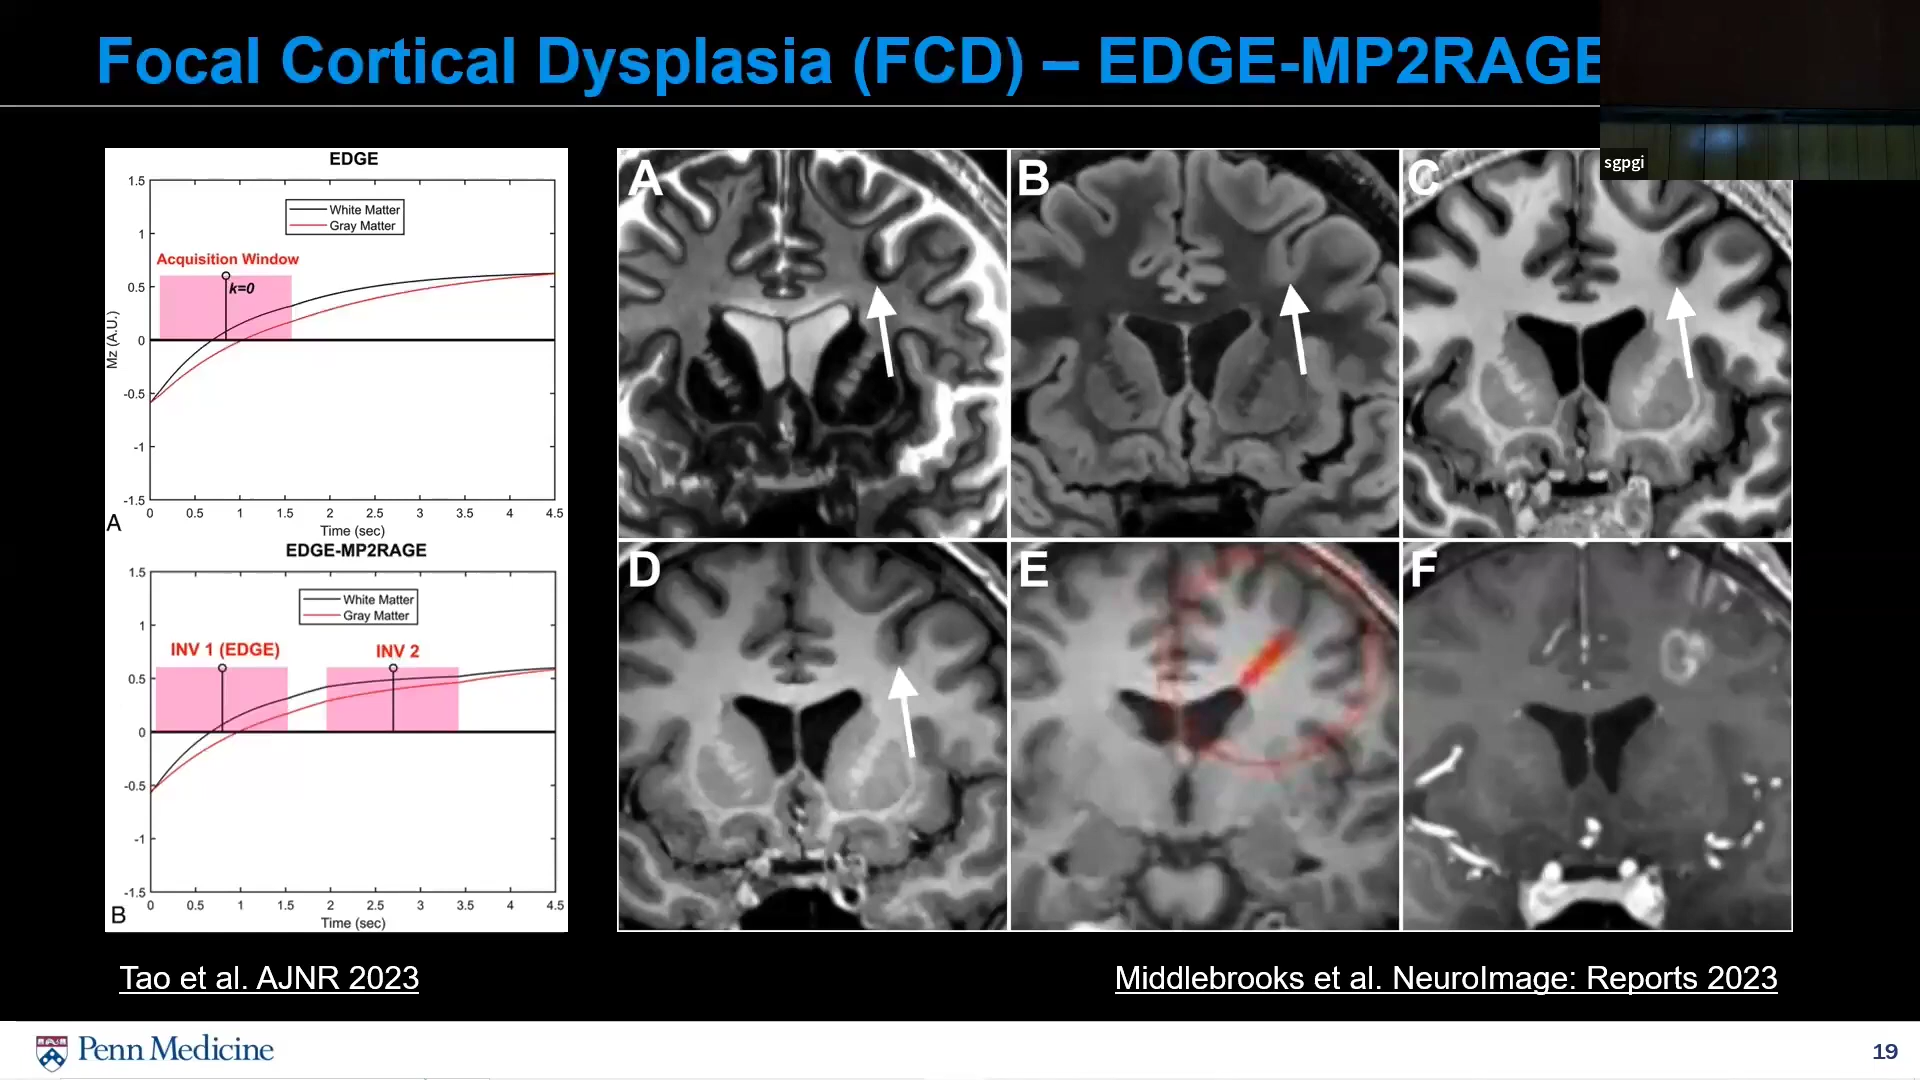 Focal Cortical Dysplasia (FCD) – EDGE-MP2RAGE
sgpgi
EDGE
1.5
1
0.5
0
-0.5
-1
-1.5
Mz (A.U.)
White Matter
Gray Matter
Acquisition Window
k=0
0 0.5 1 1.5 2 2.5 3 3.5 4 4.5
Time (sec)
A
EDGE-MP2RAGE
1.5
1
0.5
0
-0.5
-1
-1.5
White Matter
Gray Matter
INV 1 (EDGE) INV 2
0 0.5 1 1.5 2 2.5 3 3.5 4 4.5
Time (sec)
B
A B C
D E F
Tao et al. AJNR 2023
Middlebrooks et al. NeuroImage: Reports 2023
Penn Medicine
19